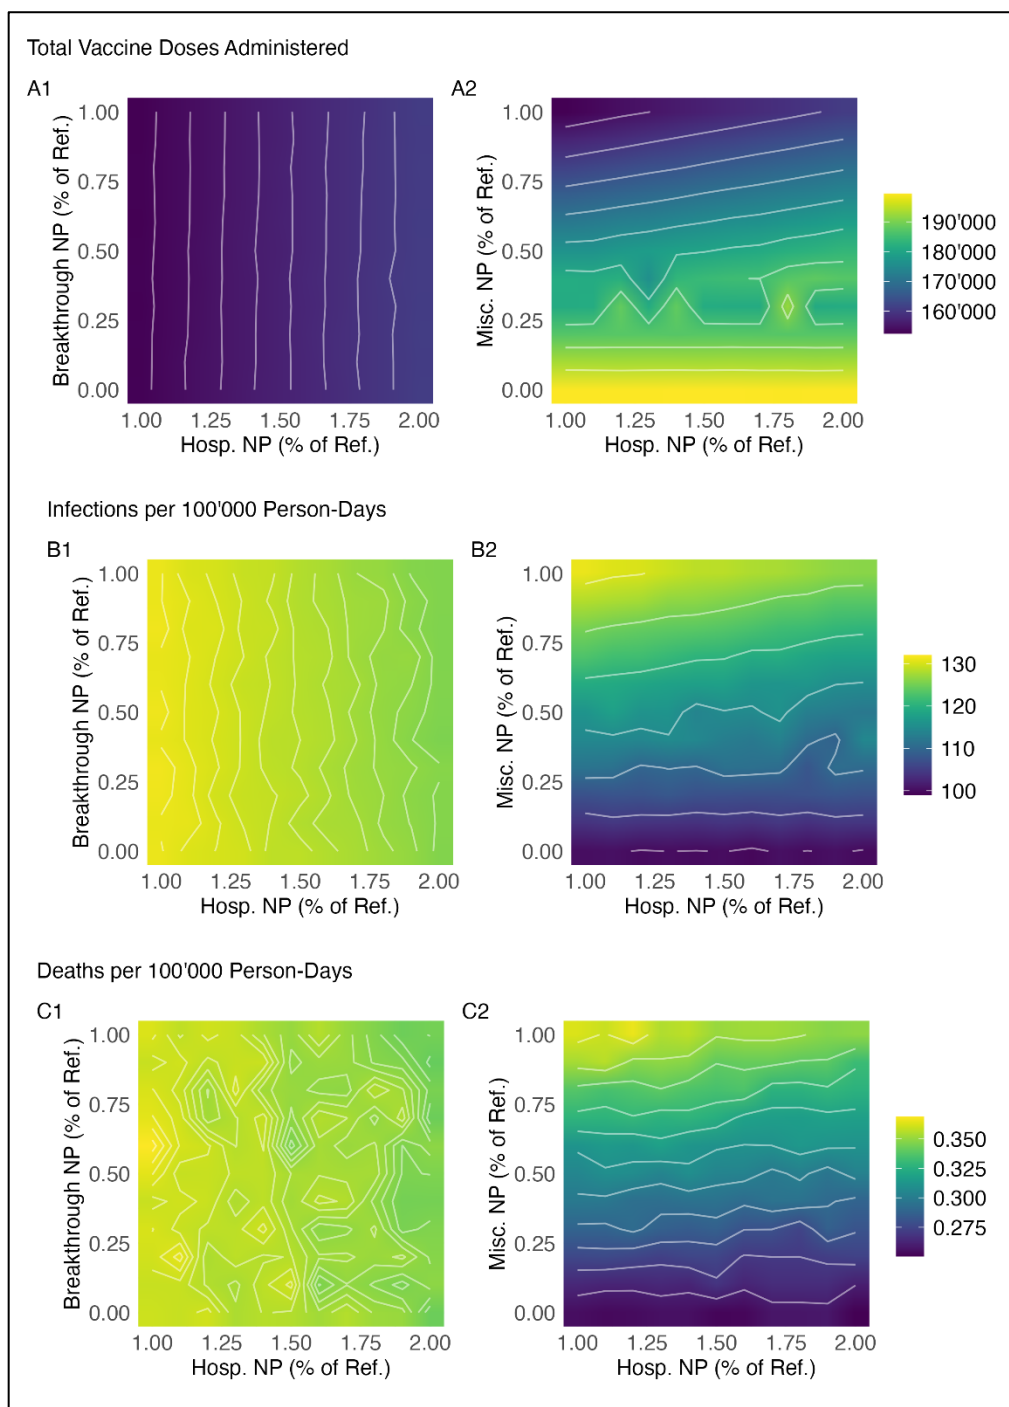 Total Vaccine Doses Administered
A1
A2
Breakthrough NP (% of Ref.)
1.00
0.75
0.50
0.25
0.00
1.00 1.25 1.50 1.75 2.00
Hosp. NP (% of Ref.)
Misc. NP (% of Ref.)
1.00
0.75
0.50
0.25
0.00
1.00 1.25 1.50 1.75 2.00
Hosp. NP (% of Ref.)
190'000
180'000
170'000
160'000
Infections per 100'000 Person-Days
B1
B2
Breakthrough NP (% of Ref.)
1.00
0.75
0.50
0.25
0.00
1.00 1.25 1.50 1.75 2.00
Hosp. NP (% of Ref.)
Misc. NP (% of Ref.)
1.00
0.75
0.50
0.25
0.00
1.00 1.25 1.50 1.75 2.00
Hosp. NP (% of Ref.)
130
120
110
100
Deaths per 100'000 Person-Days
C1
C2
Breakthrough NP (% of Ref.)
1.00
0.75
0.50
0.25
0.00
1.00 1.25 1.50 1.75 2.00
Hosp. NP (% of Ref.)
Misc. NP (% of Ref.)
1.00
0.75
0.50
0.25
0.00
1.00 1.25 1.50 1.75 2.00
Hosp. NP (% of Ref.)
0.350
0.325
0.300
0.275